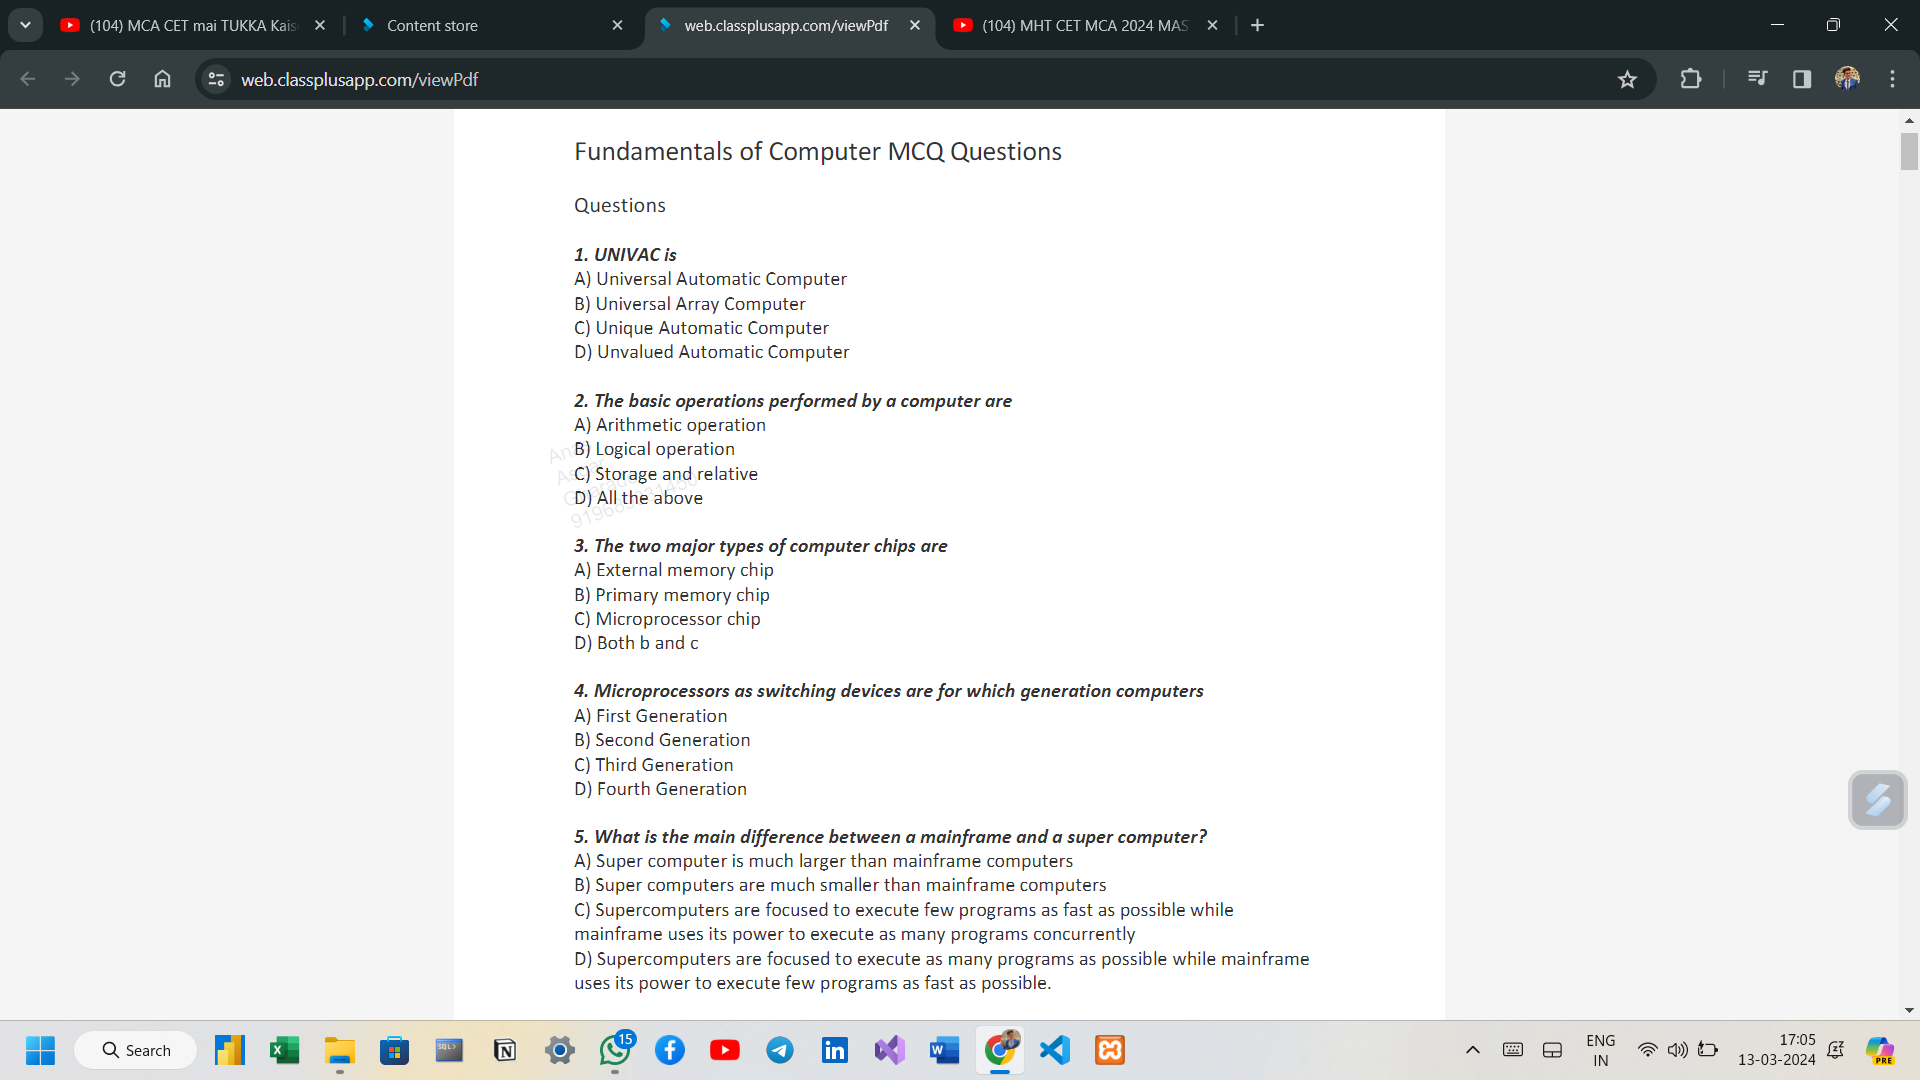 (104) MCA CET mai TUKKA Kais
Content store
web.classplusapp.com/viewPdf
(104) MHT CET MCA 2024 MAS
web.classplusapp.com/viewPdf
Fundamentals of Computer MCQ Questions
Questions
1. UNIVAC is
A) Universal Automatic Computer
B) Universal Array Computer
C) Unique Automatic Computer
D) Unvalued Automatic Computer
2. The basic operations performed by a computer are
A) Arithmetic operation
B) Logical operation
C) Storage and relative
D) All the above
3. The two major types of computer chips are
A) External memory chip
B) Primary memory chip
C) Microprocessor chip
D) Both b and c
4. Microprocessors as switching devices are for which generation computers
A) First Generation
B) Second Generation
C) Third Generation
D) Fourth Generation
5. What is the main difference between a mainframe and a super computer?
A) Super computer is much larger than mainframe computers
B) Super computers are much smaller than mainframe computers
C) Supercomputers are focused to execute few programs as fast as possible while
mainframe uses its power to execute as many programs concurrently
D) Supercomputers are focused to execute as many programs as possible while mainframe
uses its power to execute few programs as fast as possible.
Search
15
ENG
IN
17:05
13-03-2024
PRE